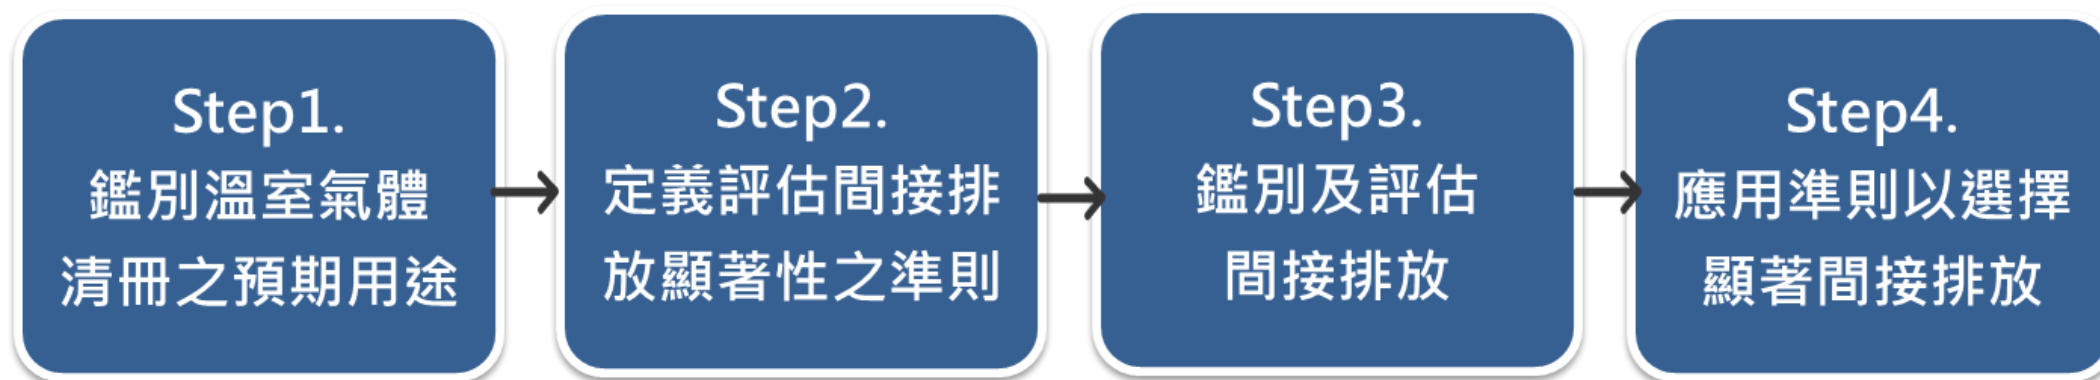 Step1.
鑑別溫室氣體
清冊之預期用途
Step2.
定義評估間接排
放顯著性之準則
Step3.
鑑別及評估
間接排放
Step4.
應用準則以選擇
顯著間接排放